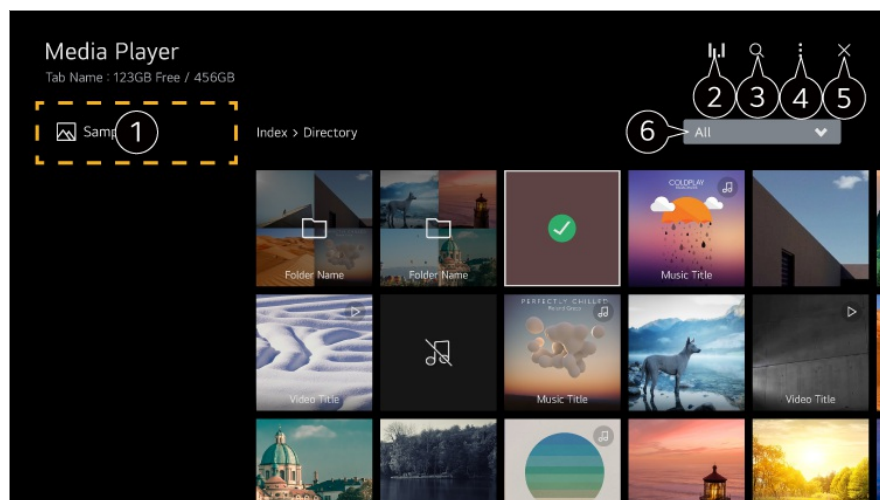 Media Player
Tab Name : 123GB Free / 456GB
2
3
4
5
1
Index > Directory
6
All
Folder Name
Folder Name
COLDPLAY
Music Title
Video Title
PERFECTLY CHILLED
Music Title
Video Title